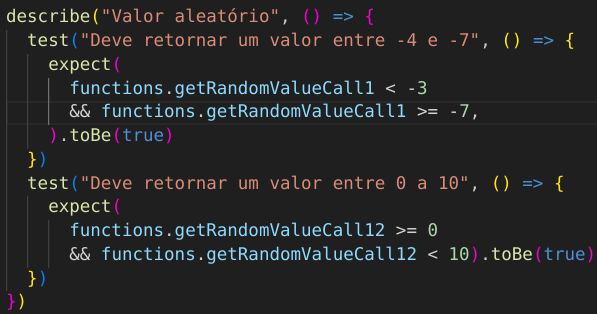 describe("Valor aleatório", () => {
test("Deve retornar um valor entre -4 e -7", () => {
expect(
functions.getRandomValueCall1 < -3
&& functions.getRandomValueCall1 >= -7,
).toBe(true)
})
test("Deve retornar um valor entre 0 a 10", () => {
expect(
functions.getRandomValueCall12 >= 0
&& functions.getRandomValueCall12 < 10).toBe(true)
})
})